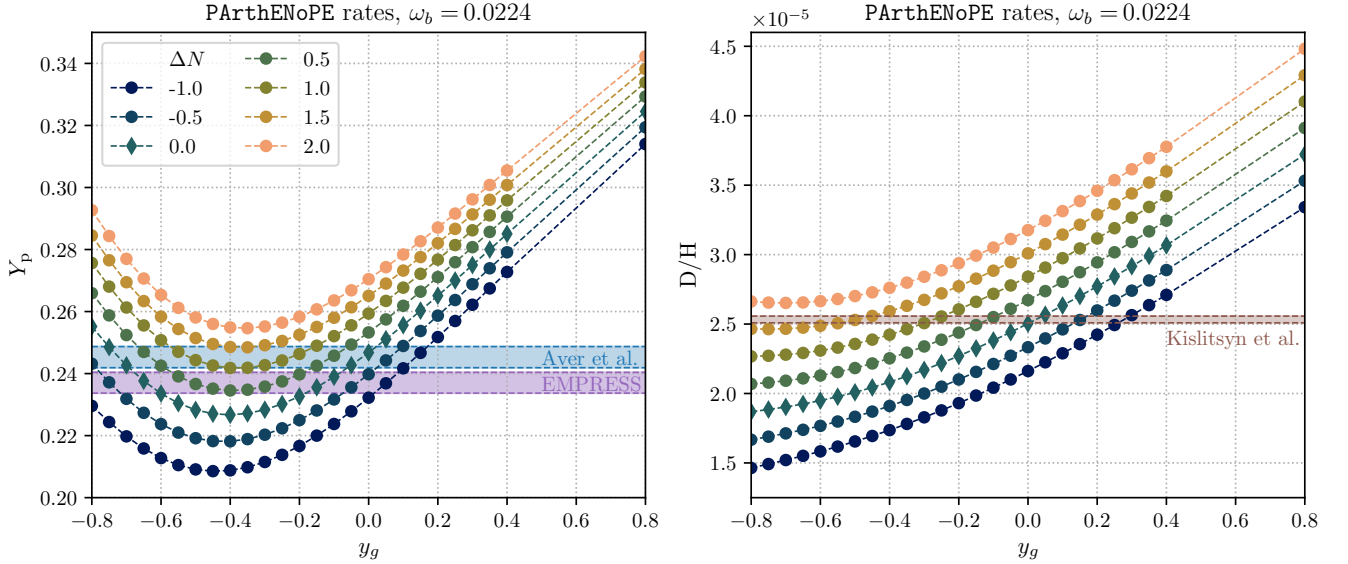 PArthENoPE rates, ω_b = 0.0224
Y_p
0.34
0.32
0.30
0.28
0.26
0.24
0.22
0.20
ΔN
-1.0
-0.5
0.0
0.5
1.0
1.5
2.0
Aver et al.
EMPRESS
−0.8 −0.6 −0.4 −0.2 0.0 0.2 0.4 0.6 0.8
y_g
PArthENoPE rates, ω_b = 0.0224
×10⁻⁵
D/H
4.5
4.0
3.5
3.0
2.5
2.0
1.5
Kislitsyn et al.
−0.8 −0.6 −0.4 −0.2 0.0 0.2 0.4 0.6 0.8
y_g